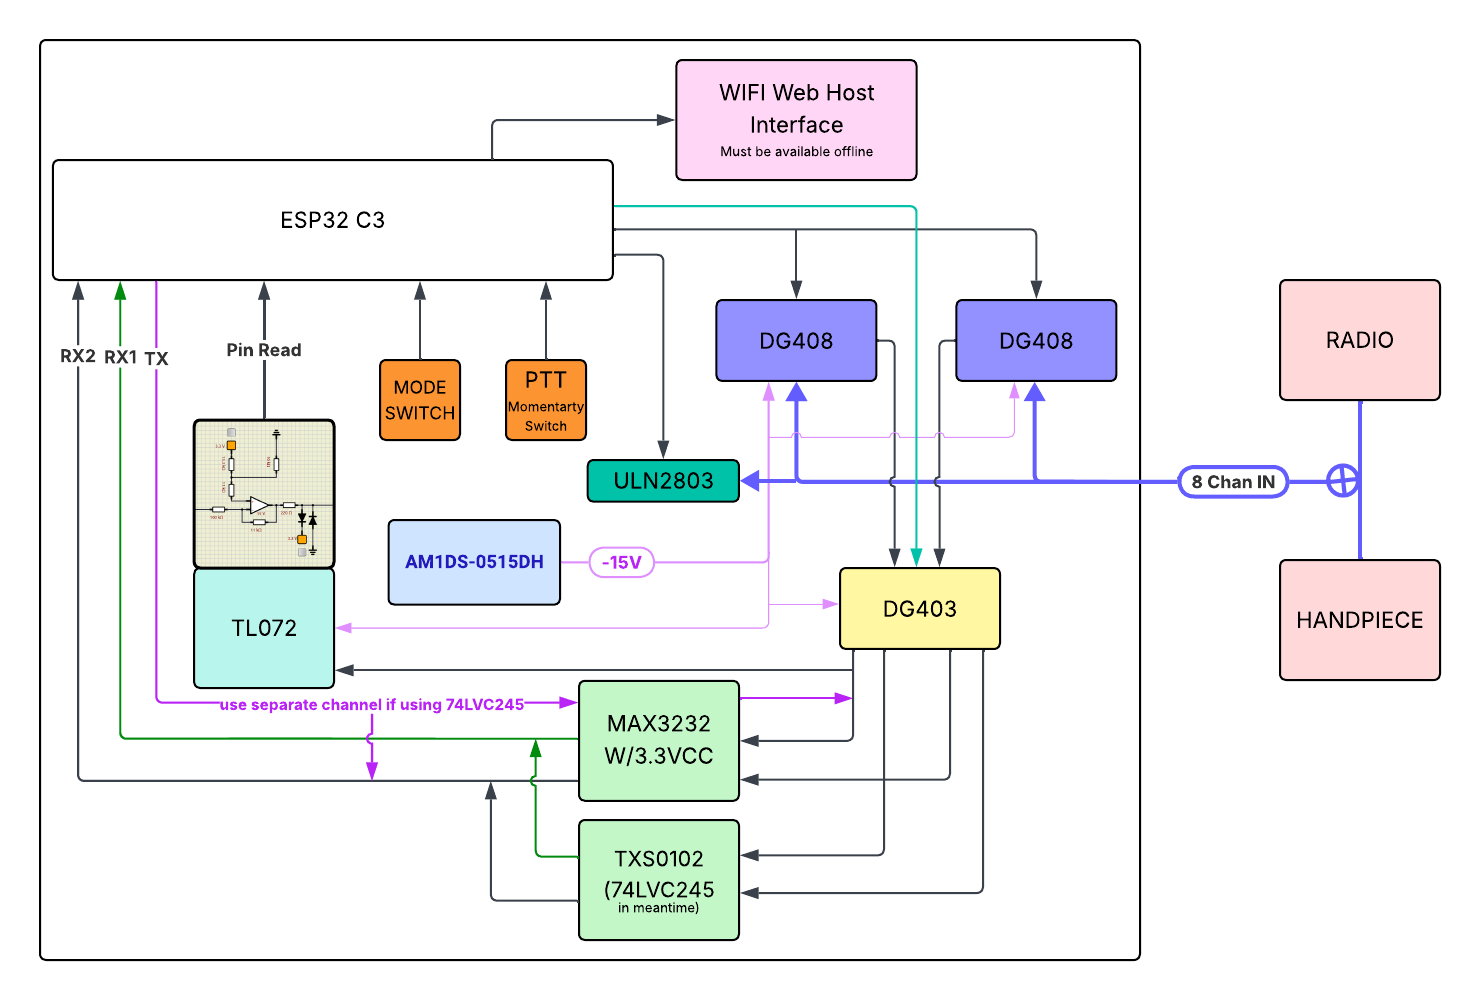 WIFI Web Host
Interface
Must be available offline
ESP32 C3
RX2
RX1
TX
Pin Read
MODE
SWITCH
PTT
Momentarty
Switch
DG408
DG408
RADIO
ULN2803
8 Chan IN
AM1DS-0515DH
-15V
TL072
DG403
HANDPIECE
use separate channel if using 74LVC245
MAX3232
W/3.3VCC
TXS0102
(74LVC245
in meantime)